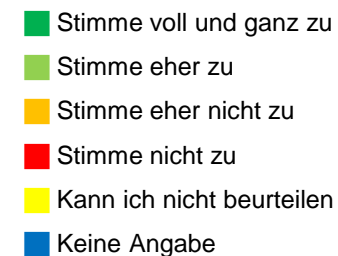 Stimme voll und ganz zu
Stimme eher zu
Stimme eher nicht zu
Stimme nicht zu
Kann ich nicht beurteilen
Keine Angabe